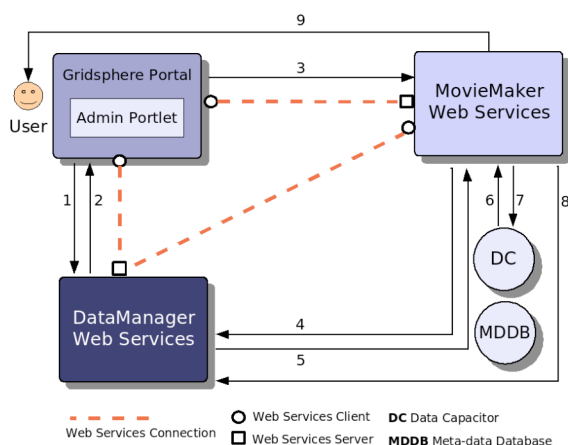 9
Gridsphere Portal
Admin Portlet
3
MovieMaker
Web Services
User
1
2
6
7
8
DC
DataManager
Web Services
4
5
MDDB
Web Services Connection
Web Services Client
Web Services Server
DC Data Capacitor
MDDB Meta-data Database